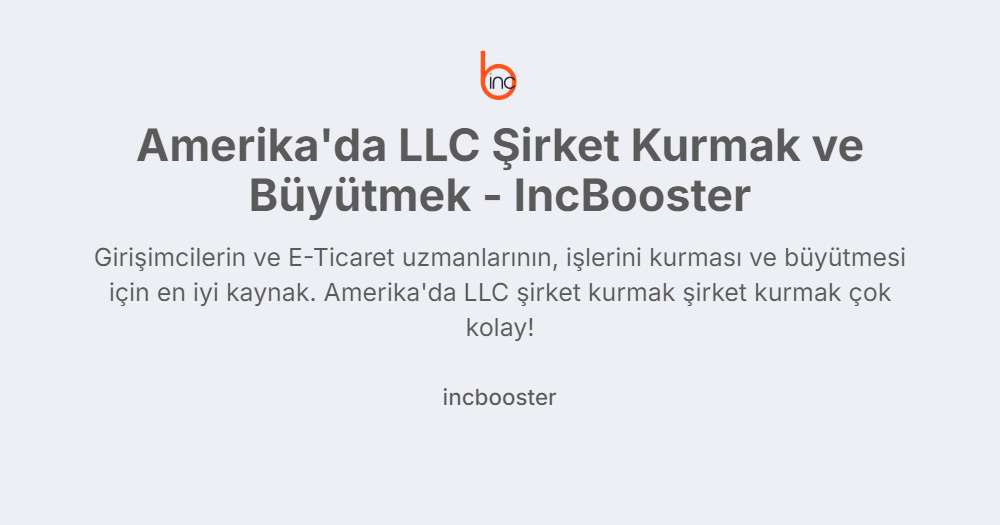 inc
Amerika'da LLC Şirket Kurmak ve
Büyütmek - IncBooster
Girişimcilerin ve E-Ticaret uzmanlarının, işlerini kurması ve büyütmesi
için en iyi kaynak. Amerika'da LLC şirket kurmak şirket kurmak çok
kolay!
incbooster